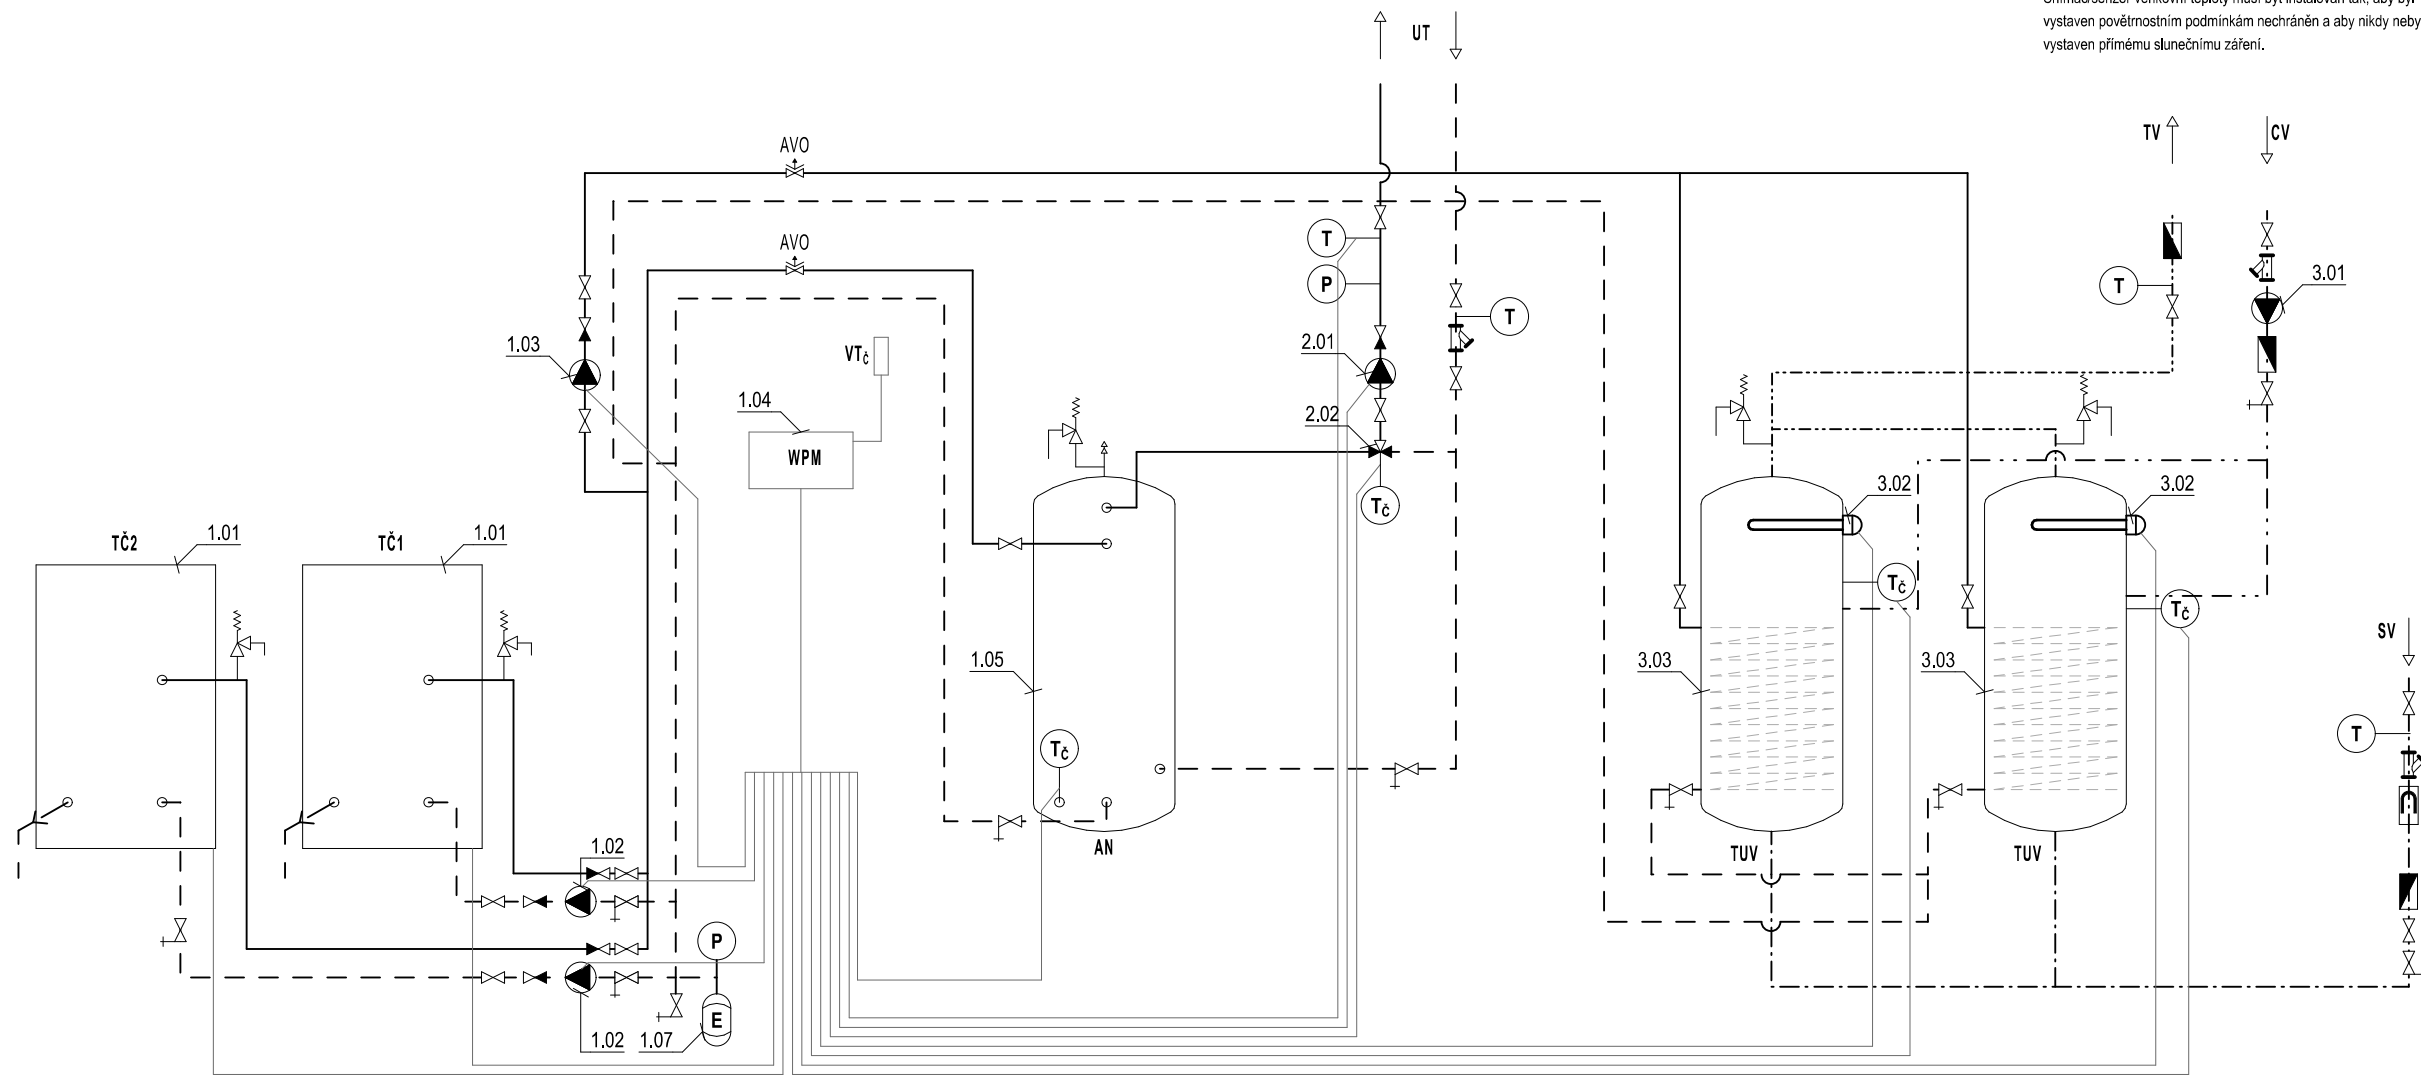 vystaven povětrnostním podmínkám nechráněn a aby nikdy neby
vystaven přímému slunečnímu záření.
UT
TV
CV
AVO
AVO
T
P
T
T
3.01
1.03
VTč
2.01
1.04
2.02
WPM
Tč
3.02
3.02
TČ2
1.01
TČ1
1.01
Tč
Tč
SV
1.05
3.03
3.03
T
Tč
1.02
AN
TUV
TUV
P
E
1.02
1.07